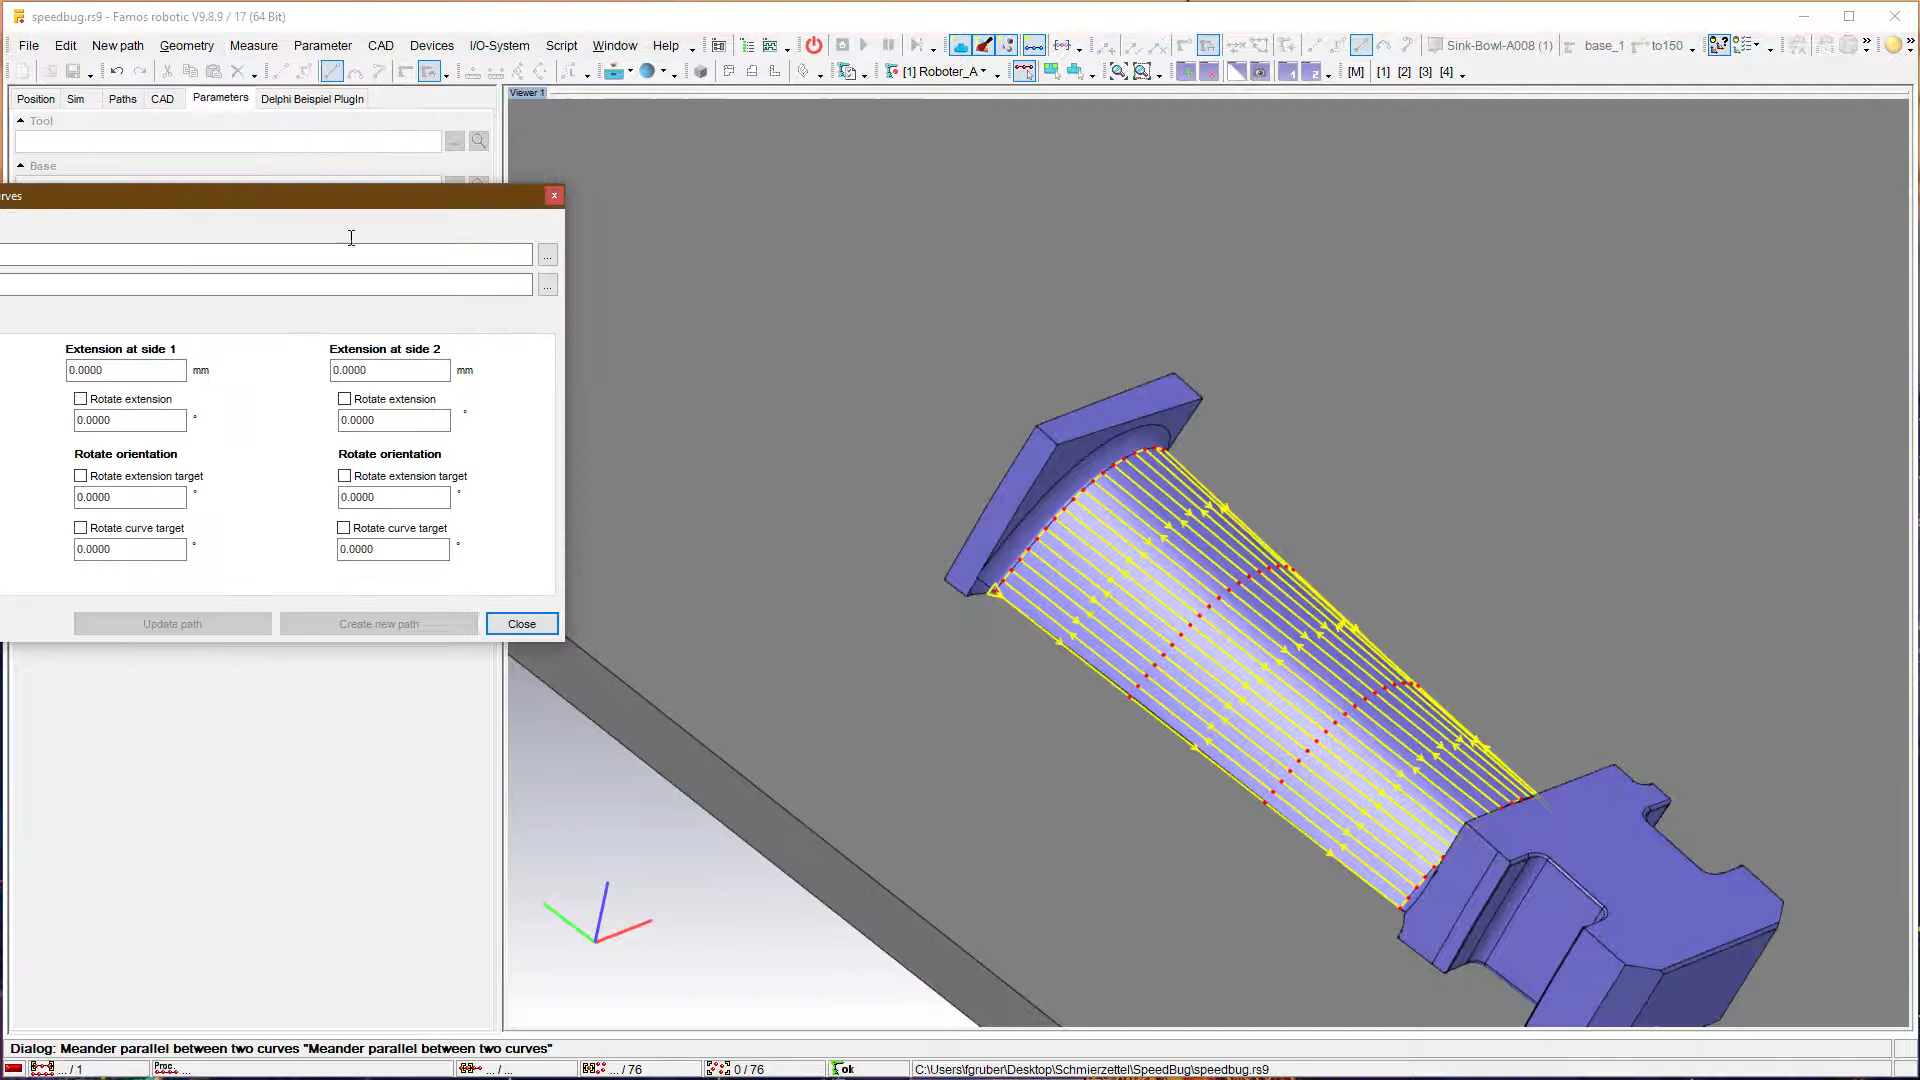 speedbug.rs9 - Famos robotic V9.8.9 / 17 (64 Bit)
File Edit New path Geometry Measure Parameter CAD Devices I/O-System Script Window Help
Sink-Bowl-A008 (1) base_1 to150
[1] Roboter_A
[M] [1] [2] [3] [4]
Position Sim Paths CAD Parameters Delphi Beispiel PlugIn
Viewer 1
Tool
...
Base
rves
x
...
...
Extension at side 1 Extension at side 2
0.0000 mm 0.0000 mm
Rotate extension Rotate extension
0.0000 ° 0.0000 °
Rotate orientation Rotate orientation
Rotate extension target Rotate extension target
0.0000 ° 0.0000 °
Rotate curve target Rotate curve target
0.0000 ° 0.0000 °
Update path Create new path Close
Dialog: Meander parallel between two curves "Meander parallel between two curves"
... / 1 Proc. ... ... / ... ... / 76 0 / 76 ok C:\Users\fgruber\Desktop\Schmierzettel\SpeedBug\speedbug.rs9